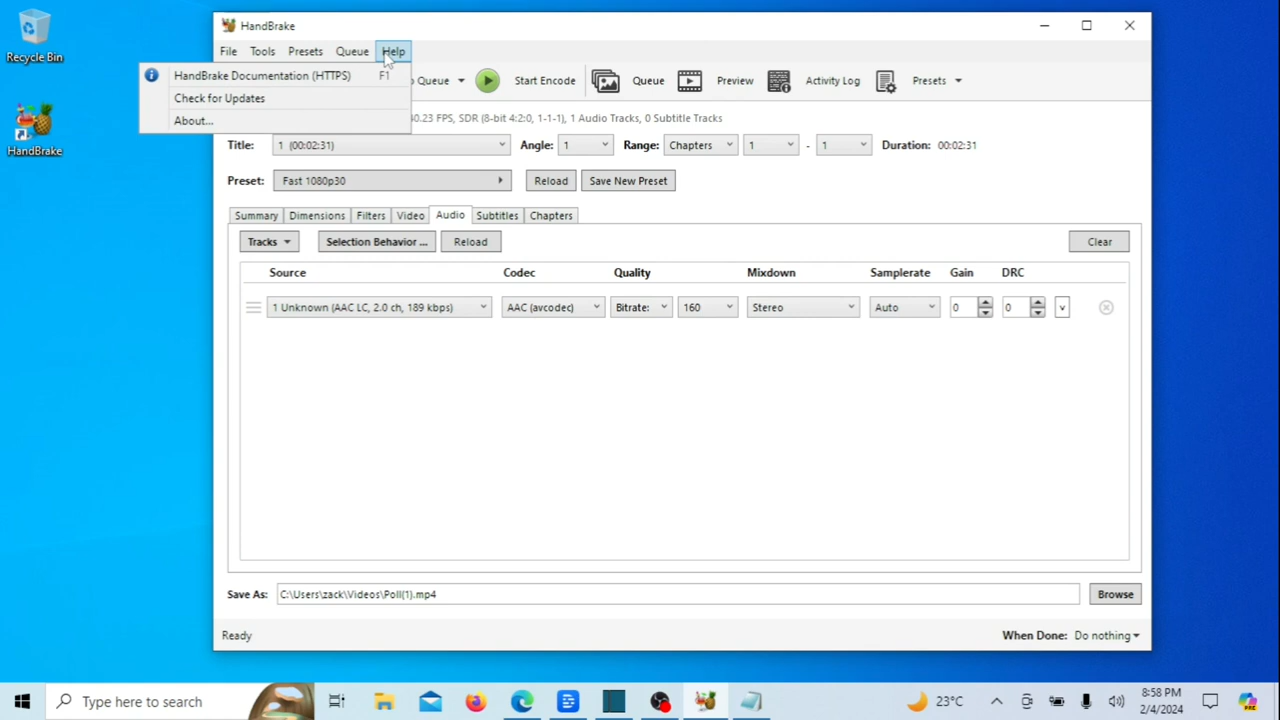 Recycle Bin
HandBrake
HandBrake
File Tools Presets Queue Help
HandBrake Documentation (HTTPS) F1
Check for Updates
About...
Queue Start Encode Queue Preview Activity Log Presets
40.23 FPS, SDR (8-bit 4:2:0, 1-1-1), 1 Audio Tracks, 0 Subtitle Tracks
Title: 1 (00:02:31) Angle: 1 Range: Chapters 1 - 1 Duration: 00:02:31
Preset: Fast 1080p30 Reload Save New Preset
Summary Dimensions Filters Video Audio Subtitles Chapters
Tracks Selection Behavior ... Reload Clear
Source Codec Quality Mixdown Samplerate Gain DRC
1 Unknown (AAC LC, 2.0 ch, 189 kbps) AAC (avcodec) Bitrate: 160 Stereo Auto 0 0 v
Save As: C:\Users\zack\Videos\Poll(1).mp4 Browse
Ready When Done: Do nothing
Type here to search 23°C 8:58 PM
2/4/2024